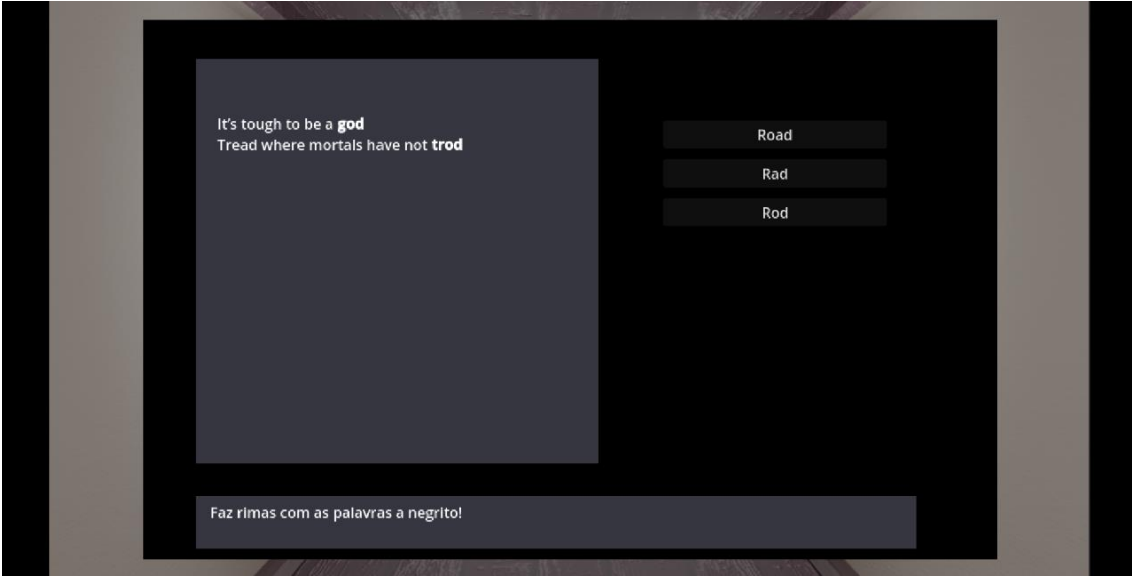 It's tough to be a god
Tread where mortals have not trod
Road
Rad
Rod
Faz rimas com as palavras a negrito!